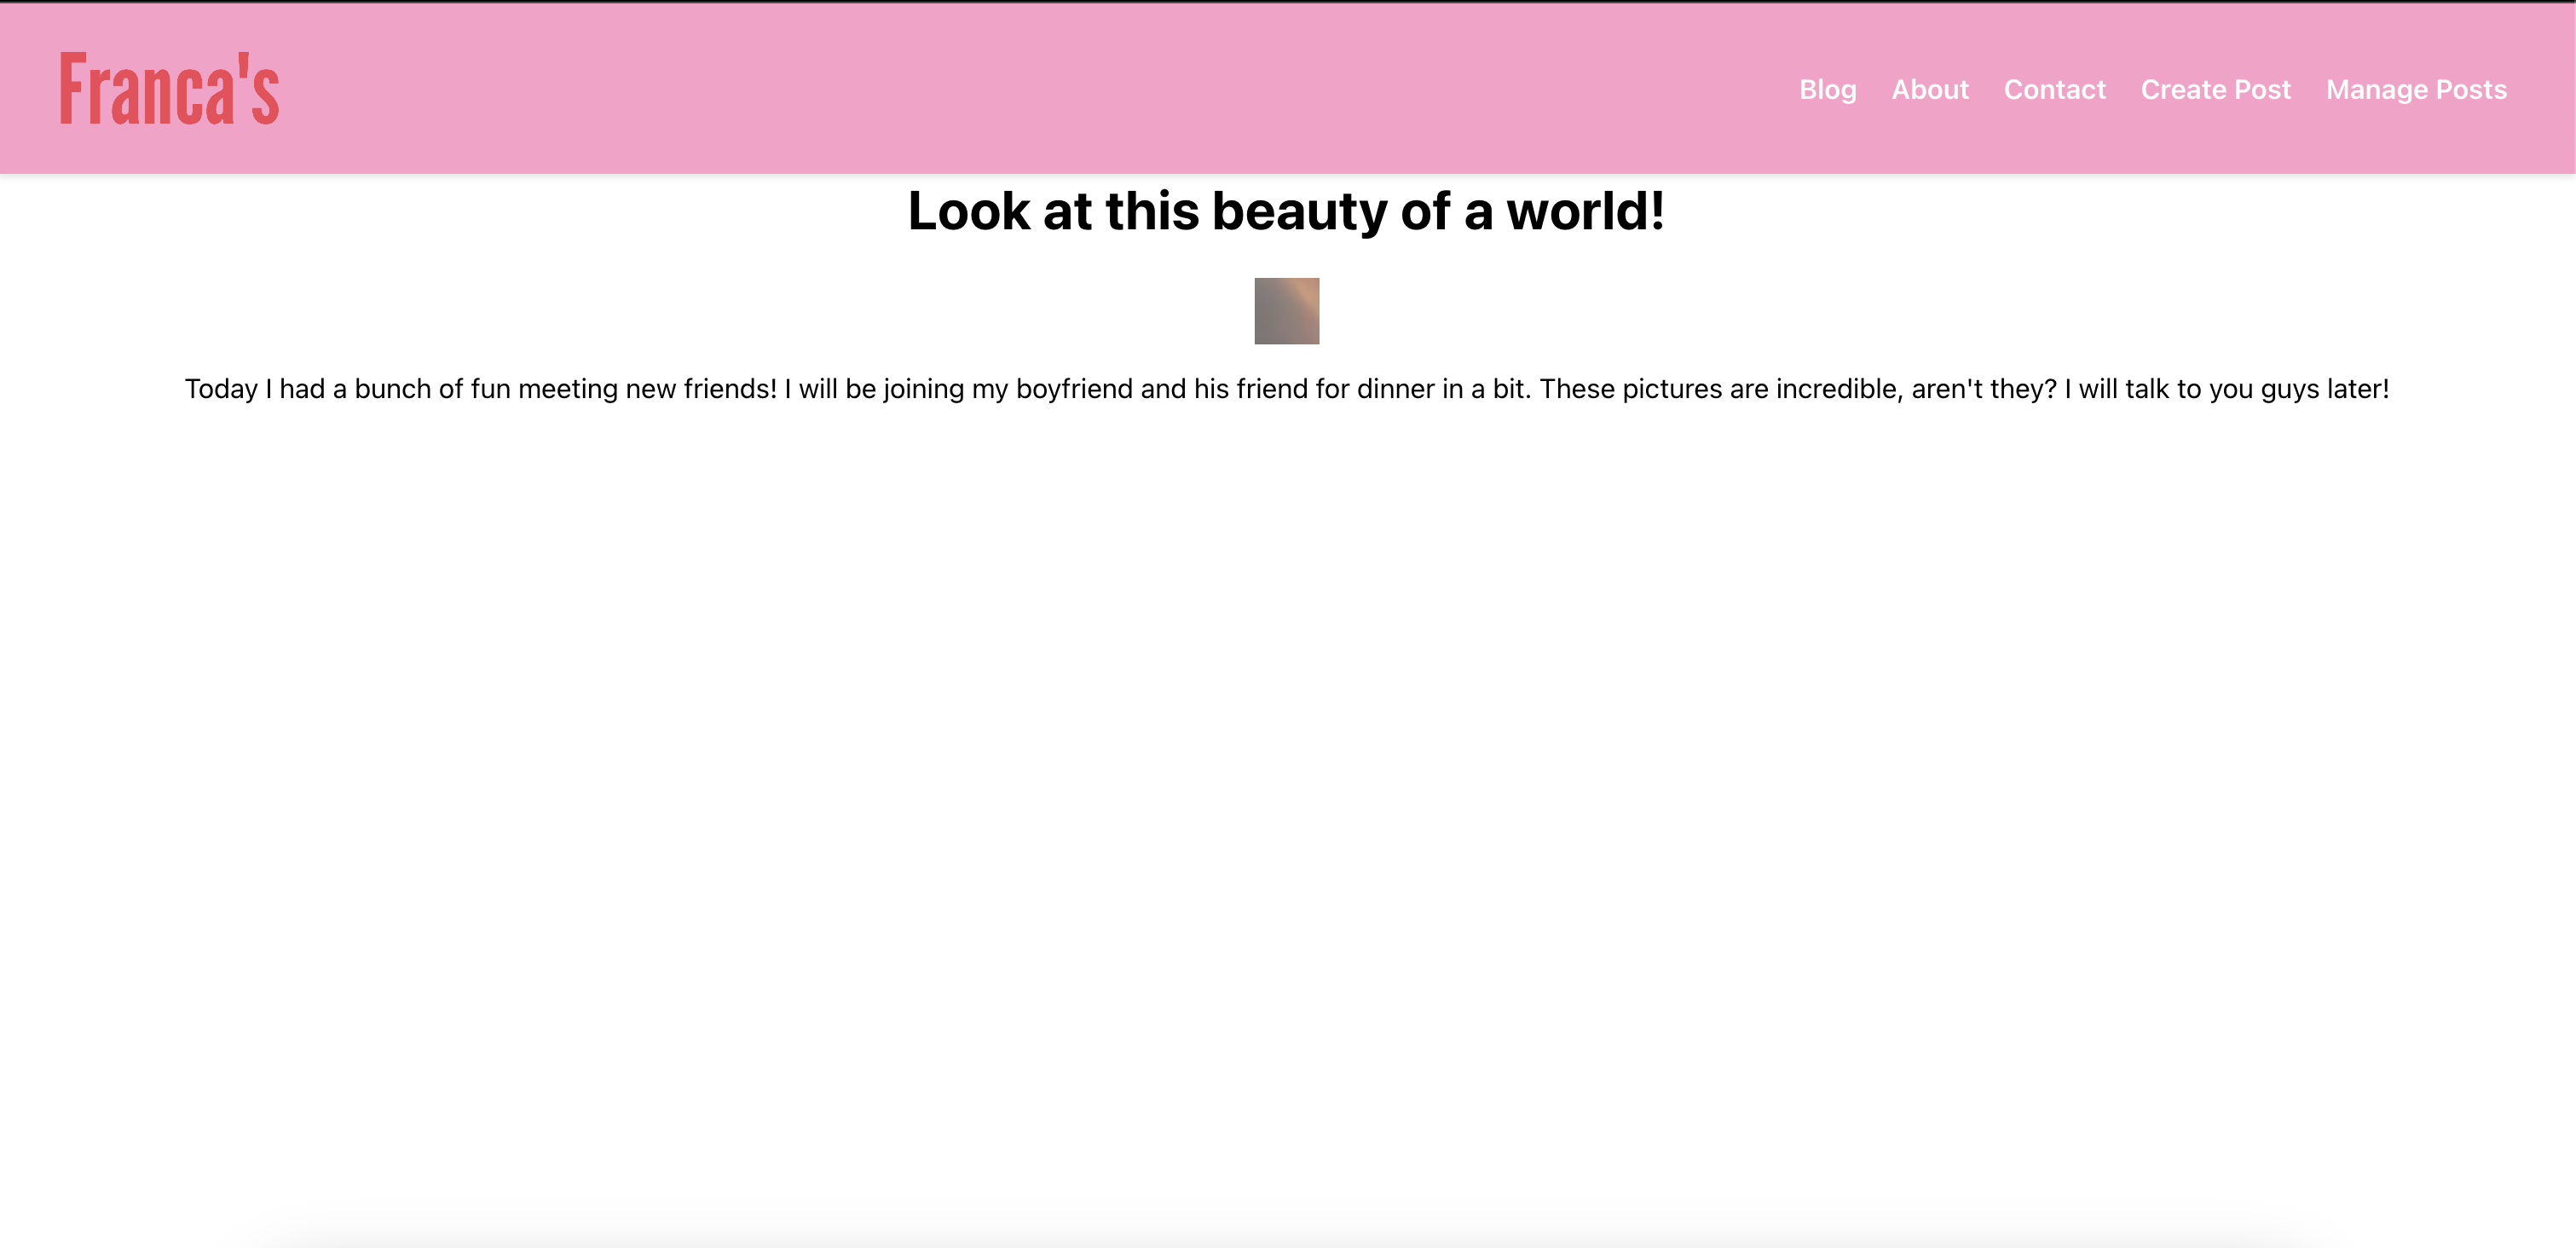 Franca's
Blog About Contact Create Post Manage Posts
Look at this beauty of a world!
Today I had a bunch of fun meeting new friends! I will be joining my boyfriend and his friend for dinner in a bit. These pictures are incredible, aren't they? I will talk to you guys later!